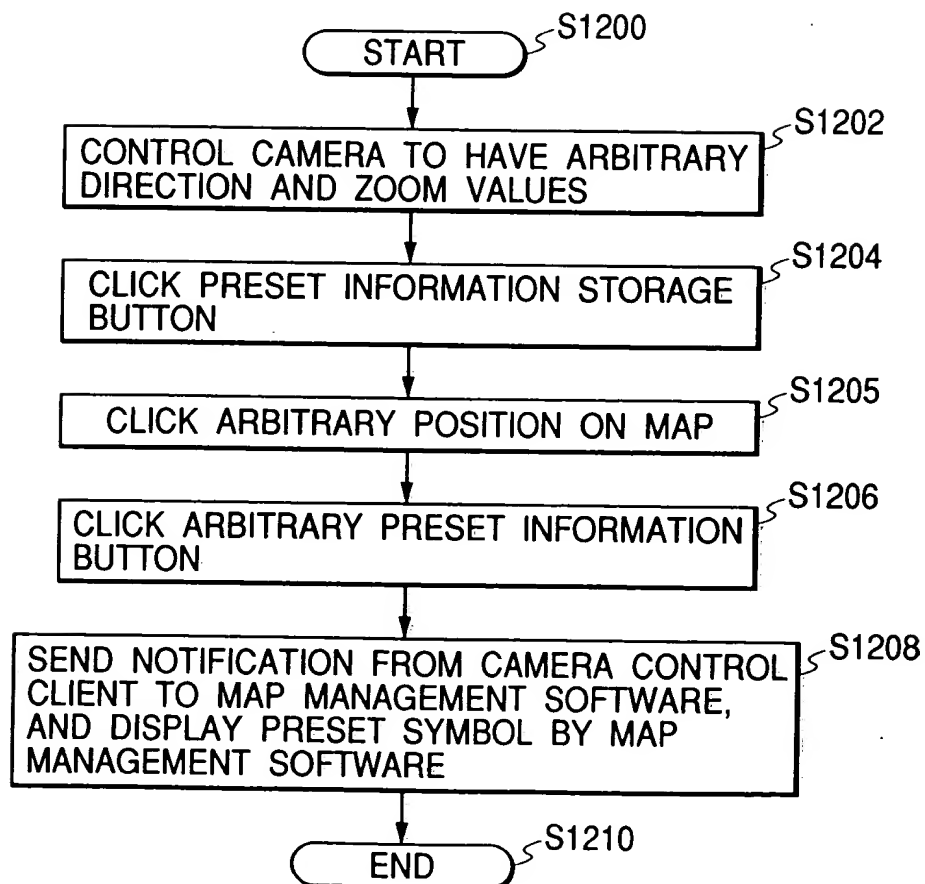 START
S1200
CONTROL CAMERA TO HAVE ARBITRARY
DIRECTION AND ZOOM VALUES
S1202
CLICK PRESET INFORMATION STORAGE
BUTTON
S1204
CLICK ARBITRARY POSITION ON MAP
S1205
CLICK ARBITRARY PRESET INFORMATION
BUTTON
S1206
SEND NOTIFICATION FROM CAMERA CONTROL
CLIENT TO MAP MANAGEMENT SOFTWARE,
AND DISPLAY PRESET SYMBOL BY MAP
MANAGEMENT SOFTWARE
S1208
END
S1210